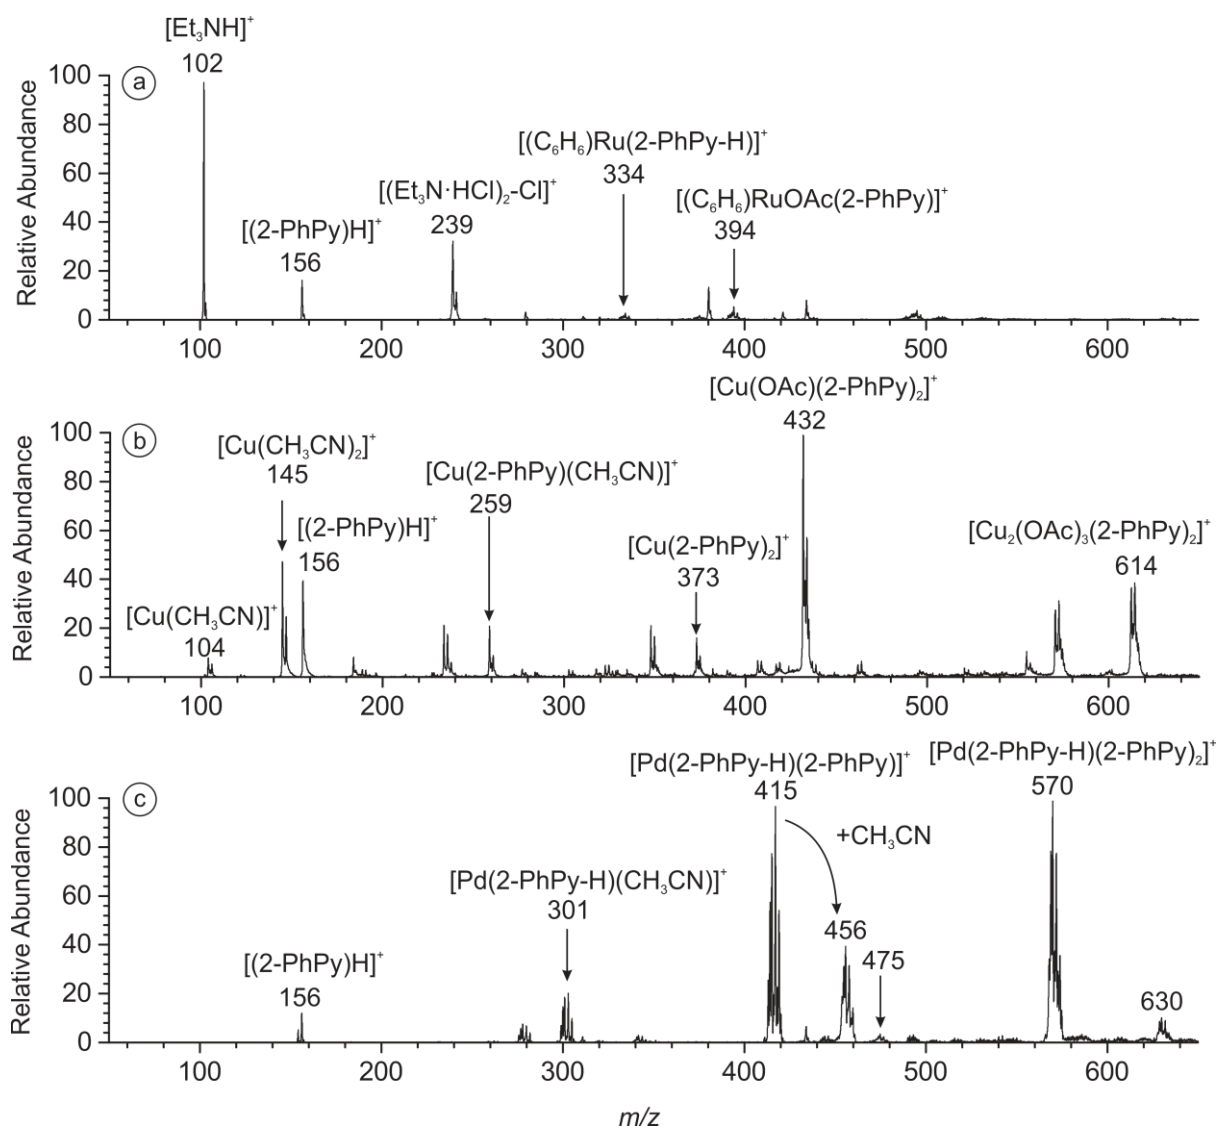 [Et₃NH]⁺
102
a
[(C₆H₆)Ru(2-PhPy-H)]⁺
334
[(Et₃N·HCl)₂-Cl]⁺
239
[(C₆H₆)RuOAc(2-PhPy)]⁺
394
[(2-PhPy)H]⁺
156
Relative Abundance
100
80
60
40
20
0
100 200 300 400 500 600
b
[Cu(OAc)(2-PhPy)₂]⁺
432
[Cu(CH₃CN)₂]⁺
145
[Cu(2-PhPy)(CH₃CN)]⁺
259
[(2-PhPy)H]⁺
156
[Cu(2-PhPy)₂]⁺
373
[Cu₂(OAc)₃(2-PhPy)₂]⁺
614
[Cu(CH₃CN)]⁺
104
Relative Abundance
100
80
60
40
20
0
100 200 300 400 500 600
c
[Pd(2-PhPy-H)(2-PhPy)]⁺
415
[Pd(2-PhPy-H)(2-PhPy)₂]⁺
570
+CH₃CN
[Pd(2-PhPy-H)(CH₃CN)]⁺
301
456
475
[(2-PhPy)H]⁺
156
630
Relative Abundance
100
80
60
40
20
0
100 200 300 400 500 600
m/z